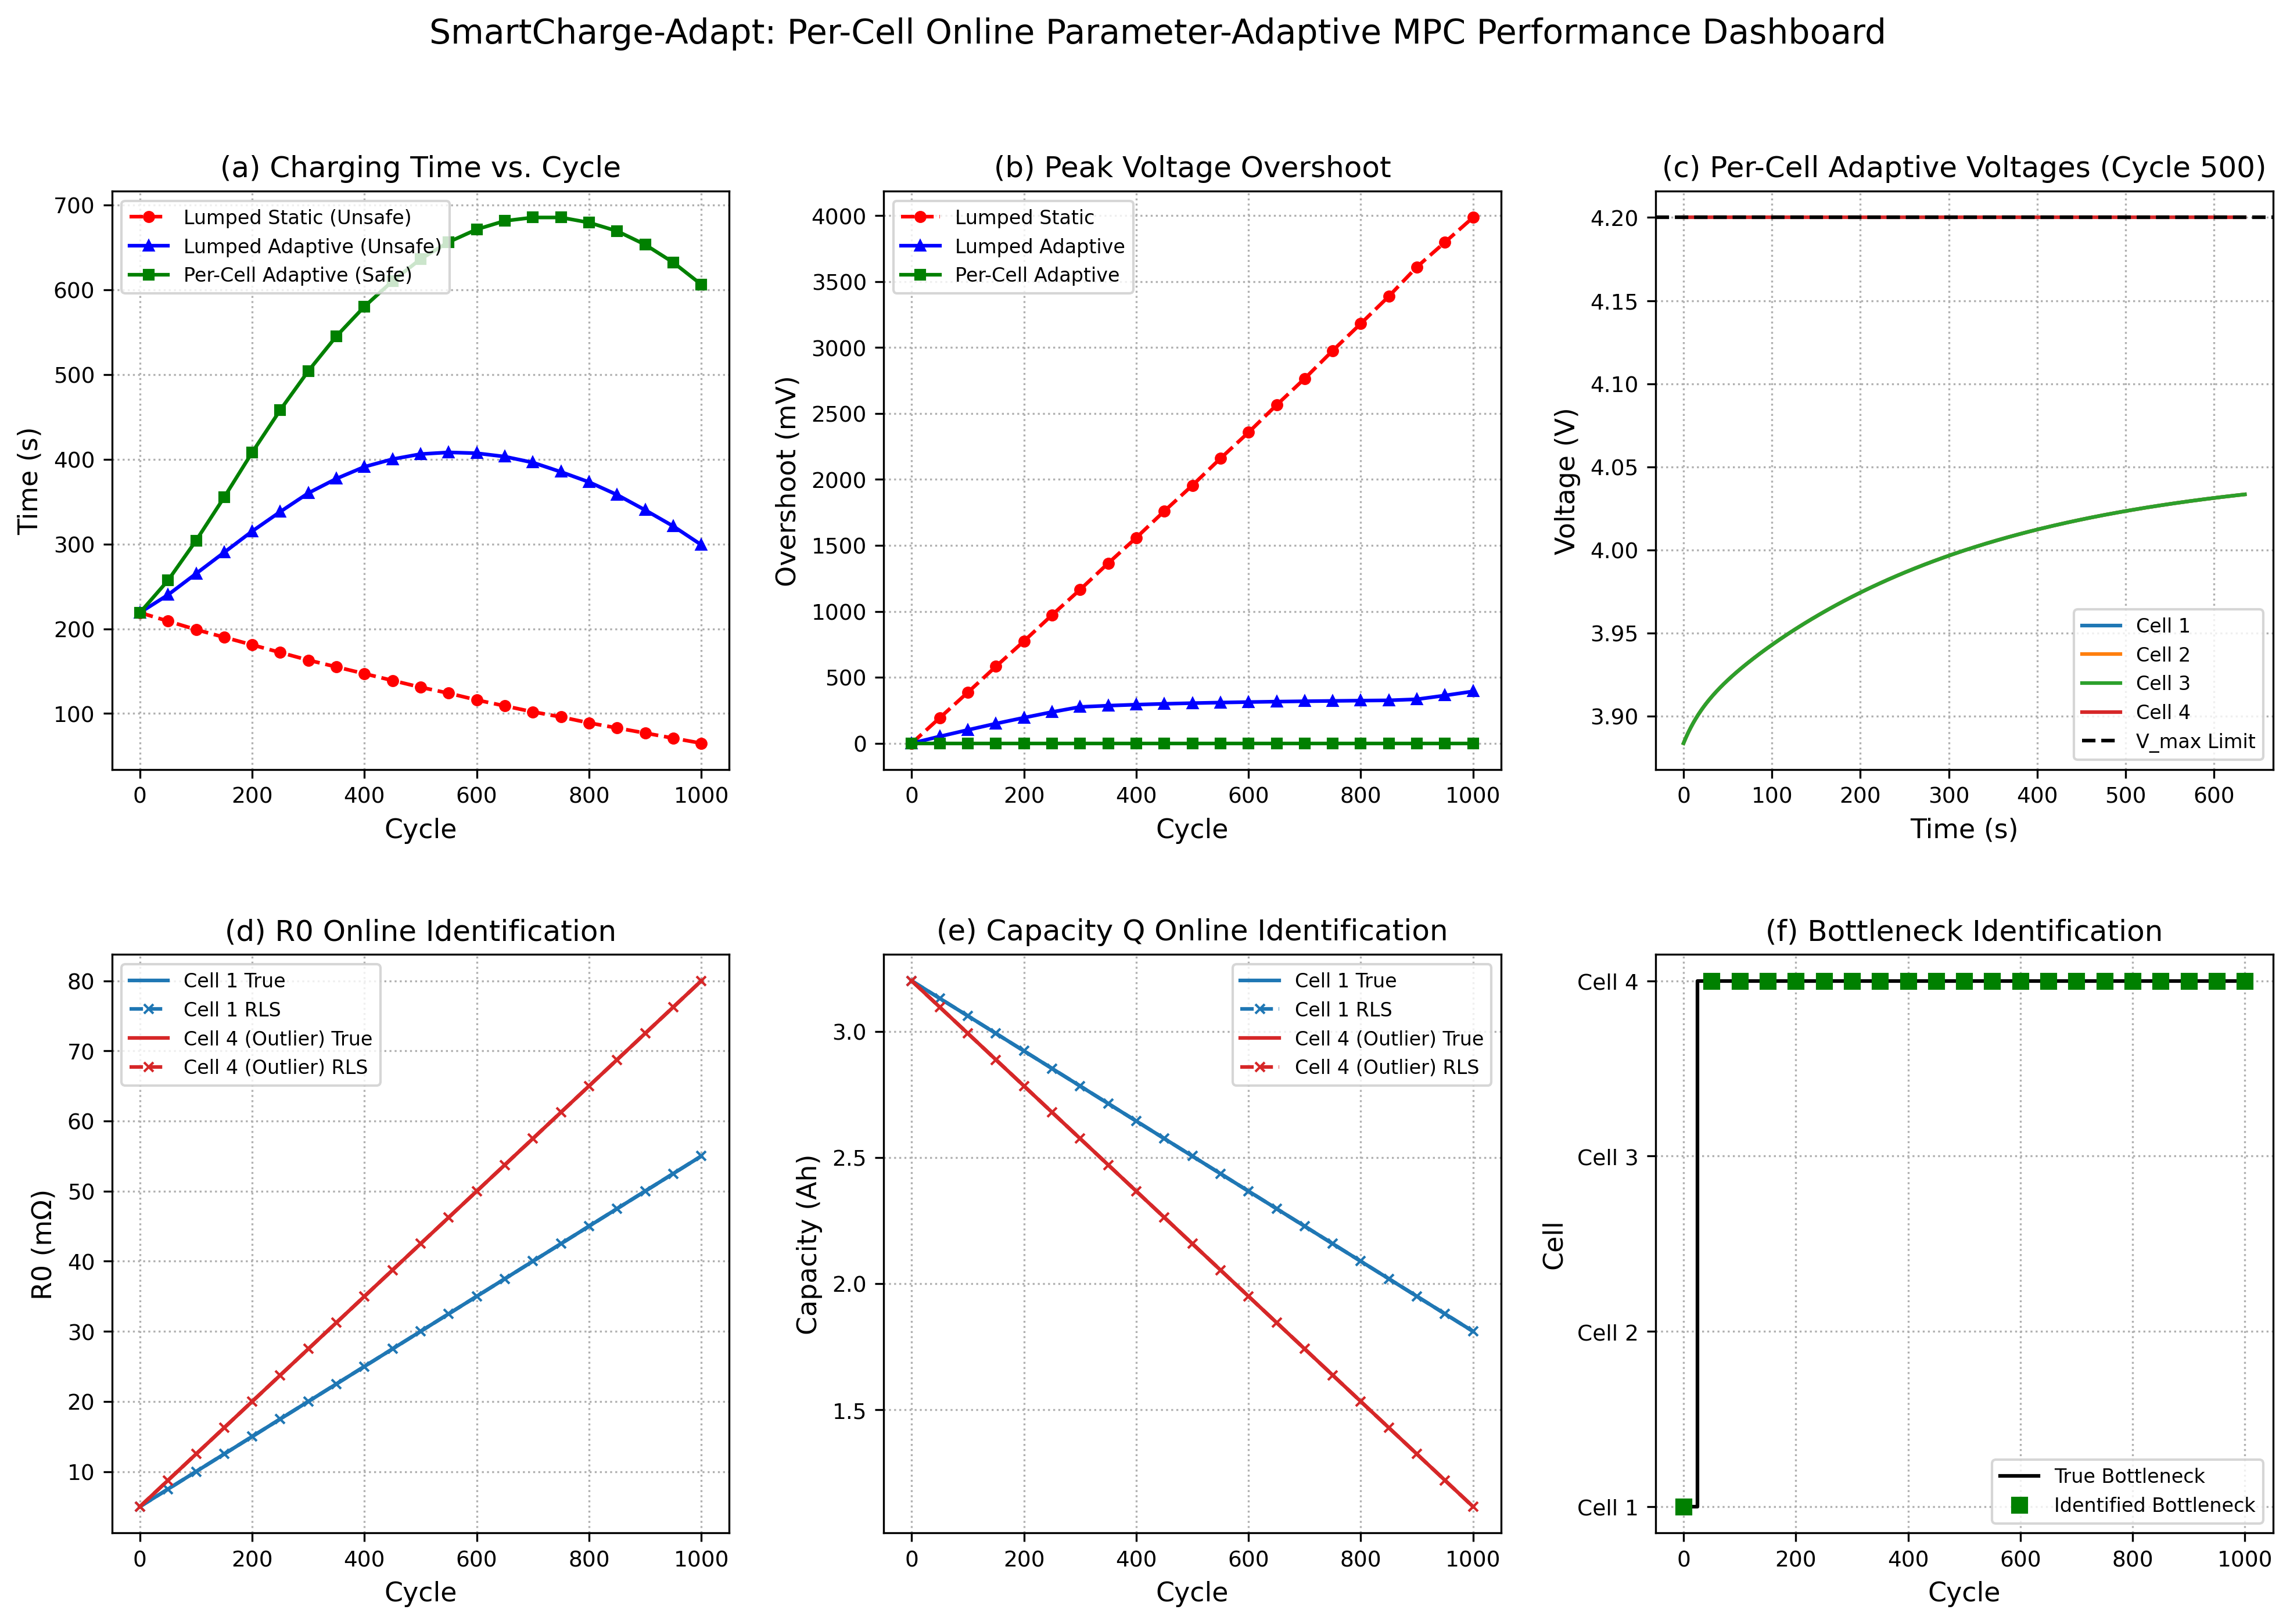 SmartCharge-Adapt: Per-Cell Online Parameter-Adaptive MPC Performance Dashboard
(a) Charging Time vs. Cycle
Lumped Static (Unsafe)
Lumped Adaptive (Unsafe)
Per-Cell Adaptive (Safe)
Time (s)
700
600
500
400
300
200
100
0 200 400 600 800 1000
Cycle
(b) Peak Voltage Overshoot
Lumped Static
Lumped Adaptive
Per-Cell Adaptive
Overshoot (mV)
4000
3500
3000
2500
2000
1500
1000
500
0
0 200 400 600 800 1000
Cycle
(c) Per-Cell Adaptive Voltages (Cycle 500)
Voltage (V)
4.20
4.15
4.10
4.05
4.00
3.95
3.90
Cell 1
Cell 2
Cell 3
Cell 4
V_max Limit
0 100 200 300 400 500 600
Time (s)
(d) R0 Online Identification
Cell 1 True
Cell 1 RLS
Cell 4 (Outlier) True
Cell 4 (Outlier) RLS
R0 (mΩ)
80
70
60
50
40
30
20
10
0 200 400 600 800 1000
Cycle
(e) Capacity Q Online Identification
Cell 1 True
Cell 1 RLS
Cell 4 (Outlier) True
Cell 4 (Outlier) RLS
Capacity (Ah)
3.0
2.5
2.0
1.5
0 200 400 600 800 1000
Cycle
(f) Bottleneck Identification
Cell
Cell 4
Cell 3
Cell 2
Cell 1
True Bottleneck
Identified Bottleneck
0 200 400 600 800 1000
Cycle